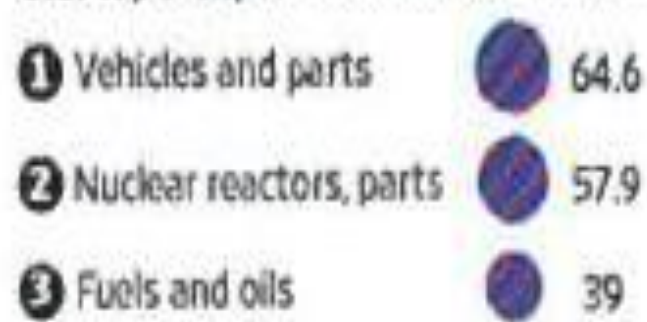 1 Vehicles and parts 64.6
2 Nuclear reactors, parts 57.9
3 Fuels and oils 39